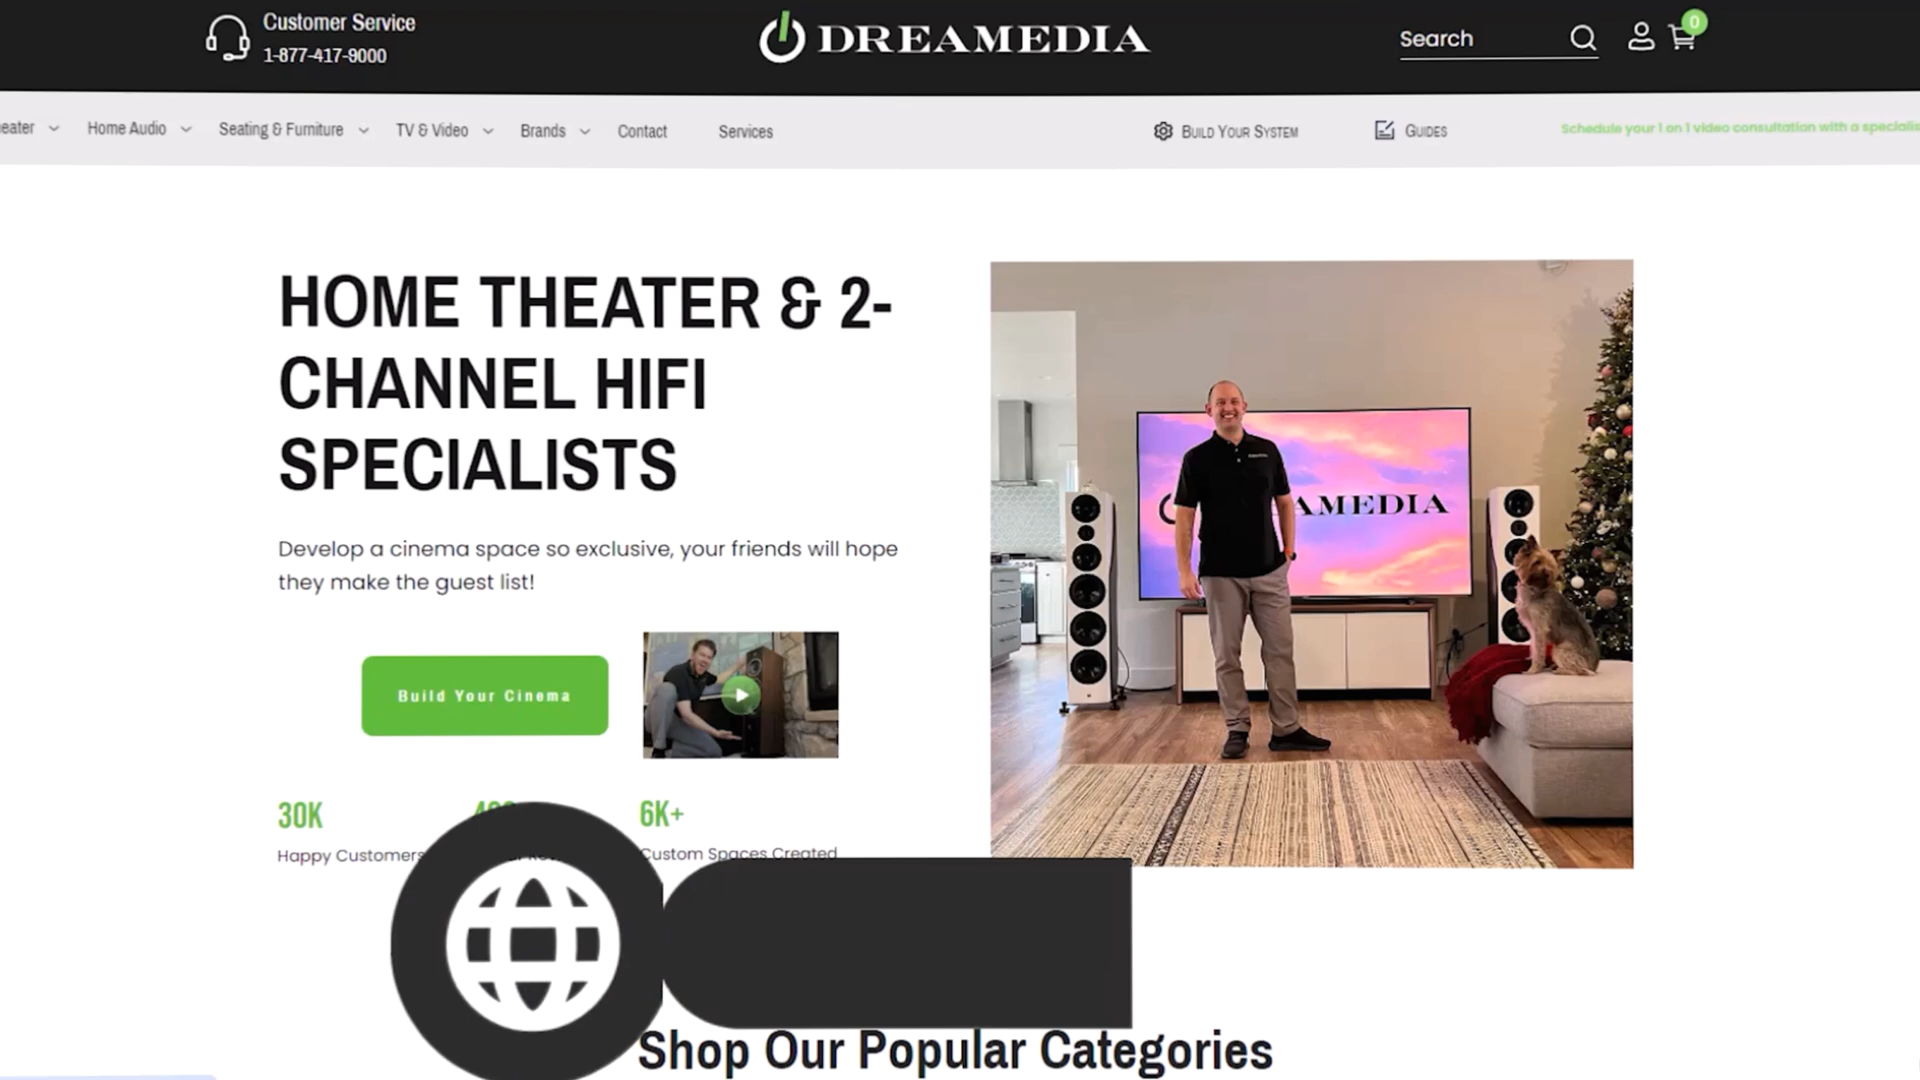 Customer Service
1-877-417-9000
DREAMEDIA
Search
0
Home Audio
Seating & Furniture
TV & Video
Brands
Contact
Services
BUILD YOUR SYSTEM
GUIDES
Schedule your 1 on 1 video consultation with a
HOME THEATER & 2-
CHANNEL HIFI
SPECIALISTS
Develop a cinema space so exclusive, your friends will hope
they make the guest list!
AMEDIA
Build Your Cinema
30K
6K+
Happy Customers
Custom Spaces Created
Shop Our Popular Categories